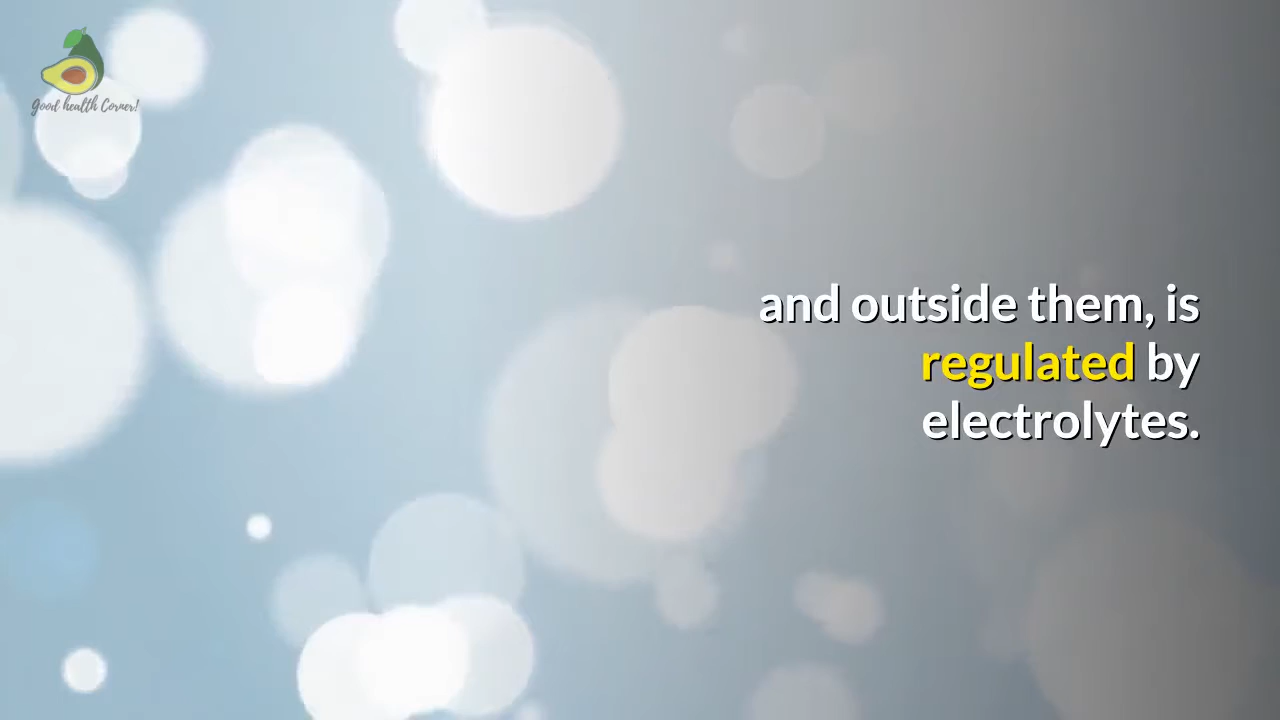 Good health Corner!
and outside them, is
regulated by
electrolytes.